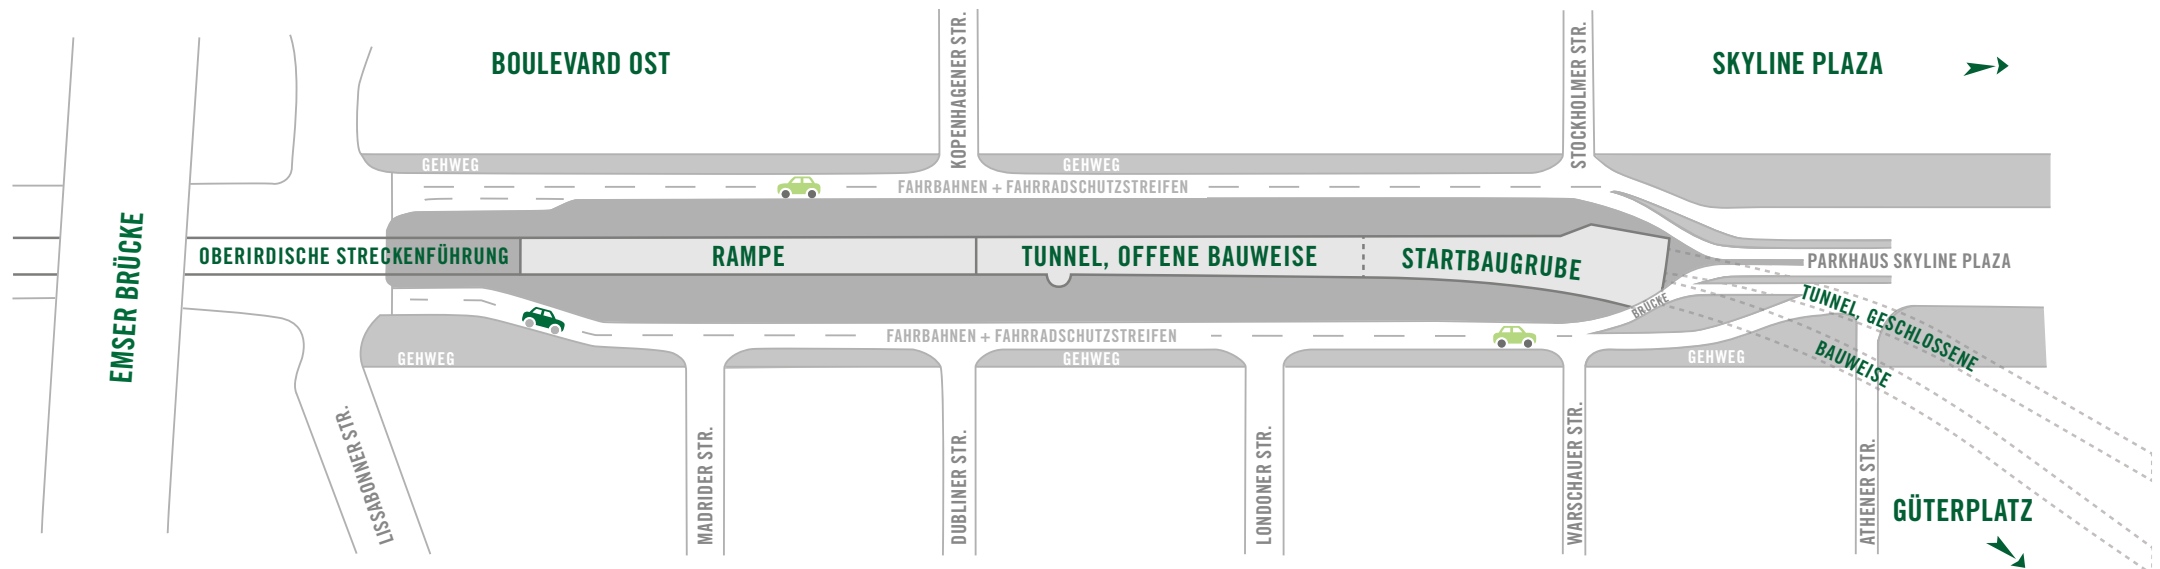 BOULEVARD OST
KOPENHAGENER STR.
STOCKHOLMER STR.
SKYLINE PLAZA
GEHWEG
GEHWEG
FAHRBAHNEN + FAHRRADSCHUTZSTREIFEN
EMSER BRÜCKE
OBERIRDISCHE STRECKENFÜHRUNG
RAMPE
TUNNEL, OFFENE BAUWEISE
STARTBAUGRUBE
PARKHAUS SKYLINE PLAZA
BRÜCKE
TUNNEL, GESCHLOSSENE
BAUWEISE
FAHRBAHNEN + FAHRRADSCHUTZSTREIFEN
GEHWEG
GEHWEG
GEHWEG
LISSABONNER STR.
MADRIDER STR.
DUBLINER STR.
LONDONER STR.
WARSCHAUER STR.
ATHENER STR.
GÜTERPLATZ